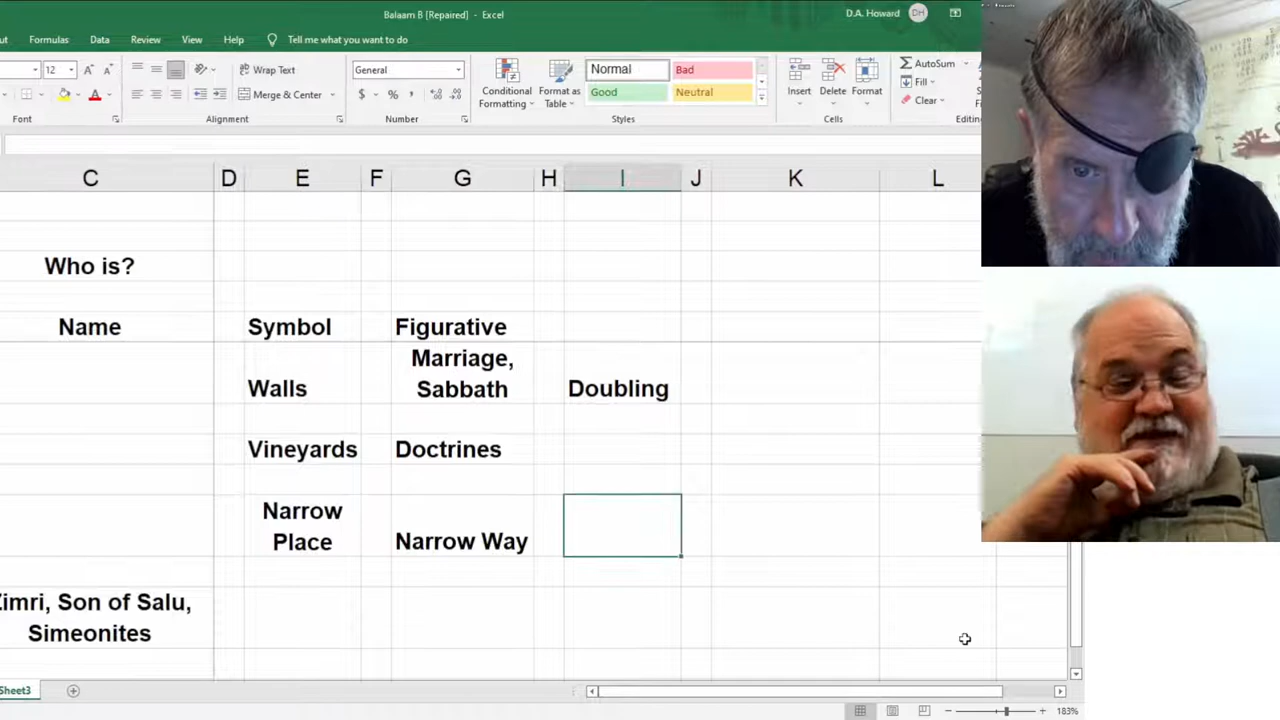 Balaam B [Repaired] - Excel
D.A. Howard DH
Formulas Data Review View Help Tell me what you want to do
12 A A Wrap Text General Normal Bad AutoSum
Conditional Formatting Format as Table Good Neutral Insert Delete Format Fill
Merge & Center $ % , Clear
Font Alignment Number Styles Cells
C D E F G H I J K L
Who is?
Name Symbol Figurative
Marriage,
Walls Sabbath Doubling
Vineyards Doctrines
Narrow
Place Narrow Way
Zimri, Son of Salu,
Simeonites
Sheet3
183%